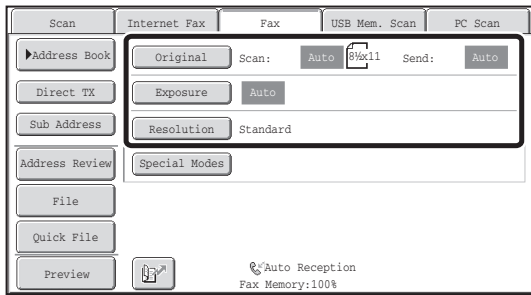 Scan Internet Fax Fax USB Mem. Scan PC Scan
Address Book Original Scan: Auto 8½x11 Send: Auto
Direct TX Exposure Auto
Sub Address Resolution Standard
Address Review Special Modes
File
Quick File
Preview Auto Reception
Fax Memory:100%